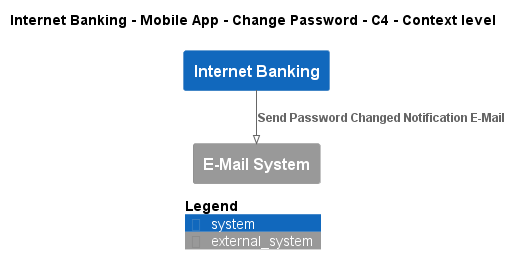 Internet Banking - Mobile App - Change Password - C4 - Context level
Internet Banking
Send Password Changed Notification E-Mail
E-Mail System
Legend
system
external_system